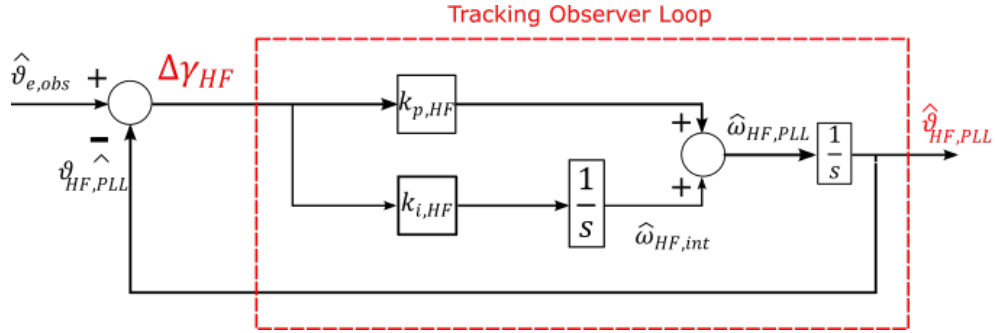 Tracking Observer Loop
ϑ̂e,obs
+
ΔγHF
−
ϑ̂HF,PLL
kp,HF
ki,HF
1
s
+
+
ω̂HF,int
ω̂HF,PLL
1
s
ϑ̂HF,PLL